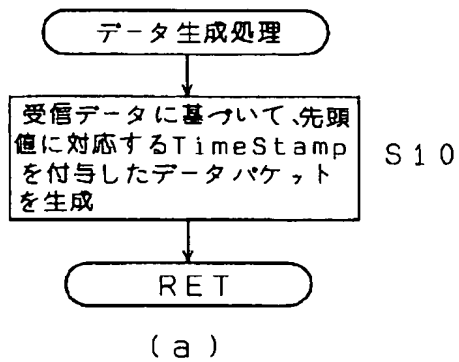 データ生成処理
受信データに基づいて、先頭
値に対応するTimeStamp
を付与したデータパケット
を生成
S10
RET
(a)